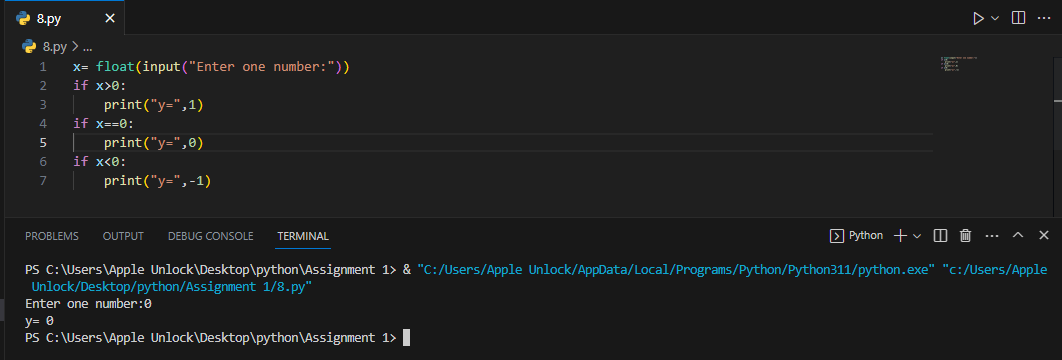 8.py
8.py > ...
1 x= float(input("Enter one number:"))
2 if x>0:
3 print("y=",1)
4 if x==0:
5 print("y=",0)
6 if x<0:
7 print("y=",-1)
PROBLEMS OUTPUT DEBUG CONSOLE TERMINAL Python
PS C:\Users\Apple Unlock\Desktop\python\Assignment 1> & "C:/Users/Apple Unlock/AppData/Local/Programs/Python/Python311/python.exe" "c:/Users/Apple
Unlock/Desktop/python/Assignment 1/8.py"
Enter one number:0
y= 0
PS C:\Users\Apple Unlock\Desktop\python\Assignment 1>